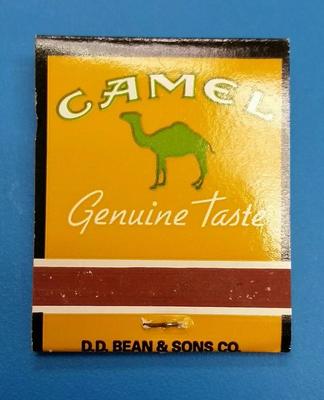 CAMEL
Genuine Taste
D.D. BEAN & SONS CO.